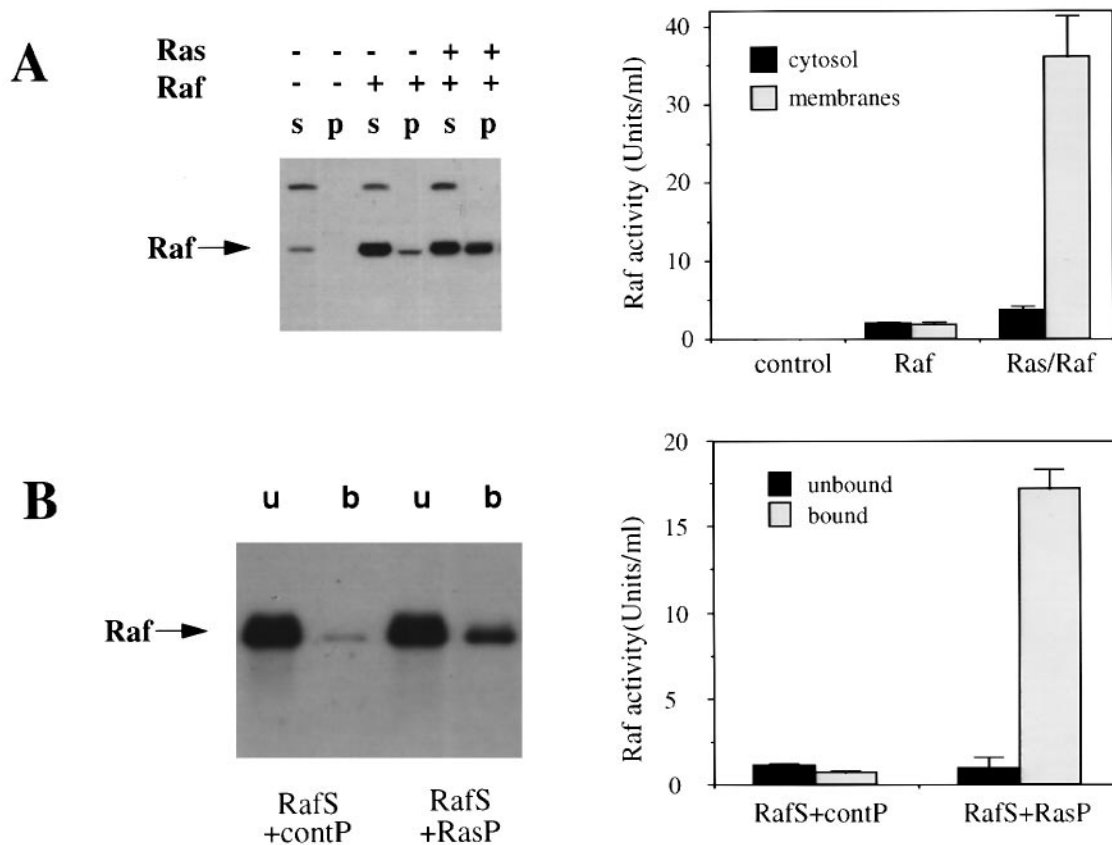 A
Ras - - - - + +
Raf - - + + + +
s p s p s p
Raf
Raf activity (Units/ml)
40
30
20
10
0
cytosol
membranes
control Raf Ras/Raf
B
u b u b
Raf
RafS
+contP
RafS
+RasP
Raf activity(Units/ml)
20
15
10
5
0
unbound
bound
RafS+contP RafS+RasP